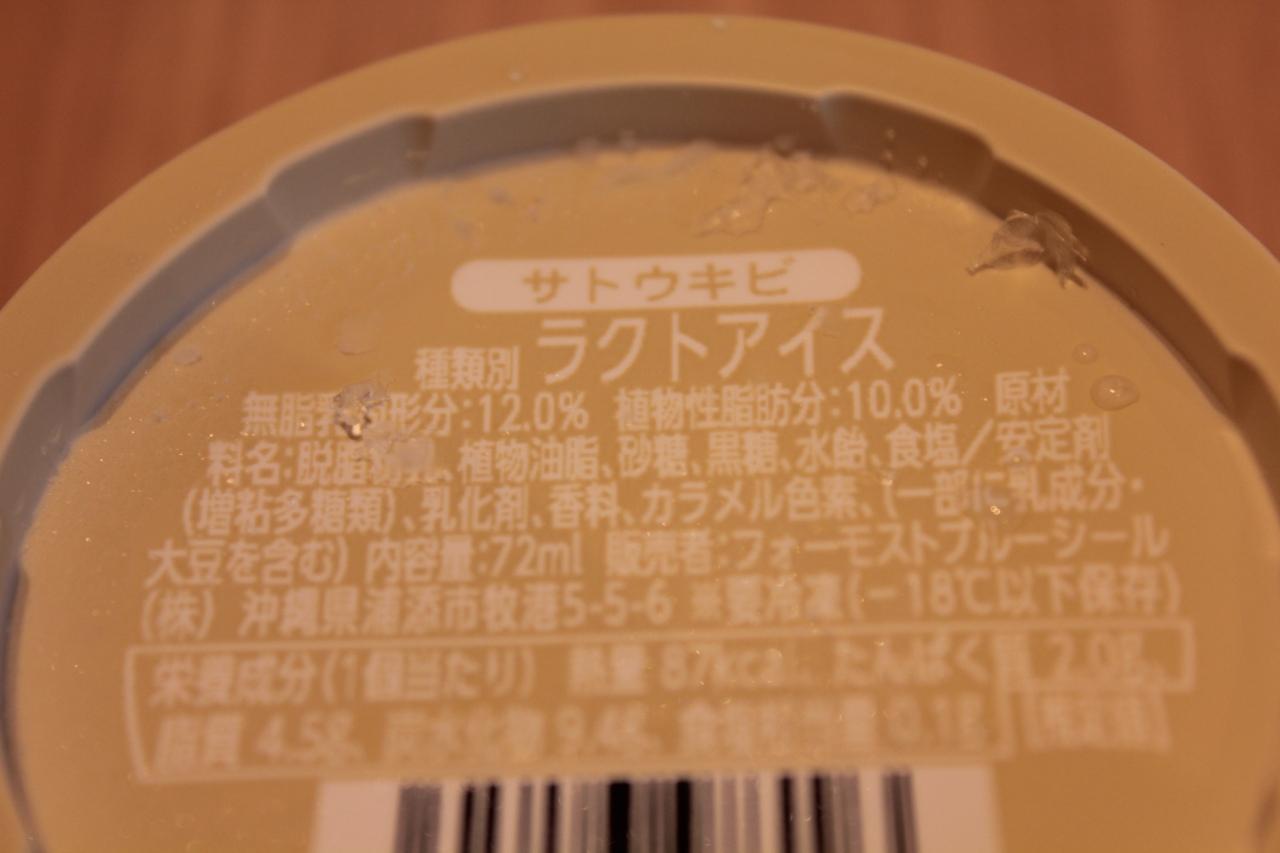 サトウキビ
種類別 ラクトアイス
無脂乳固形分:12.0% 植物性脂肪分:10.0% 原材
料名:脱脂粉乳、植物油脂、砂糖、黒糖、水飴、食塩/安定剤
(増粘多糖類)、乳化剤、香料、カラメル色素、(一部に乳成分・
大豆を含む) 内容量:72ml 販売者:フォーモストブルーシール
(株) 沖縄県浦添市牧港5-5-6 ※要冷凍(-18℃以下保存)
栄養成分(1個当たり) 熱量 87kcal、たんぱく質 2.0g、
脂質 4.5g、炭水化物 9.4g、食塩相当量 0.1g (推定値)